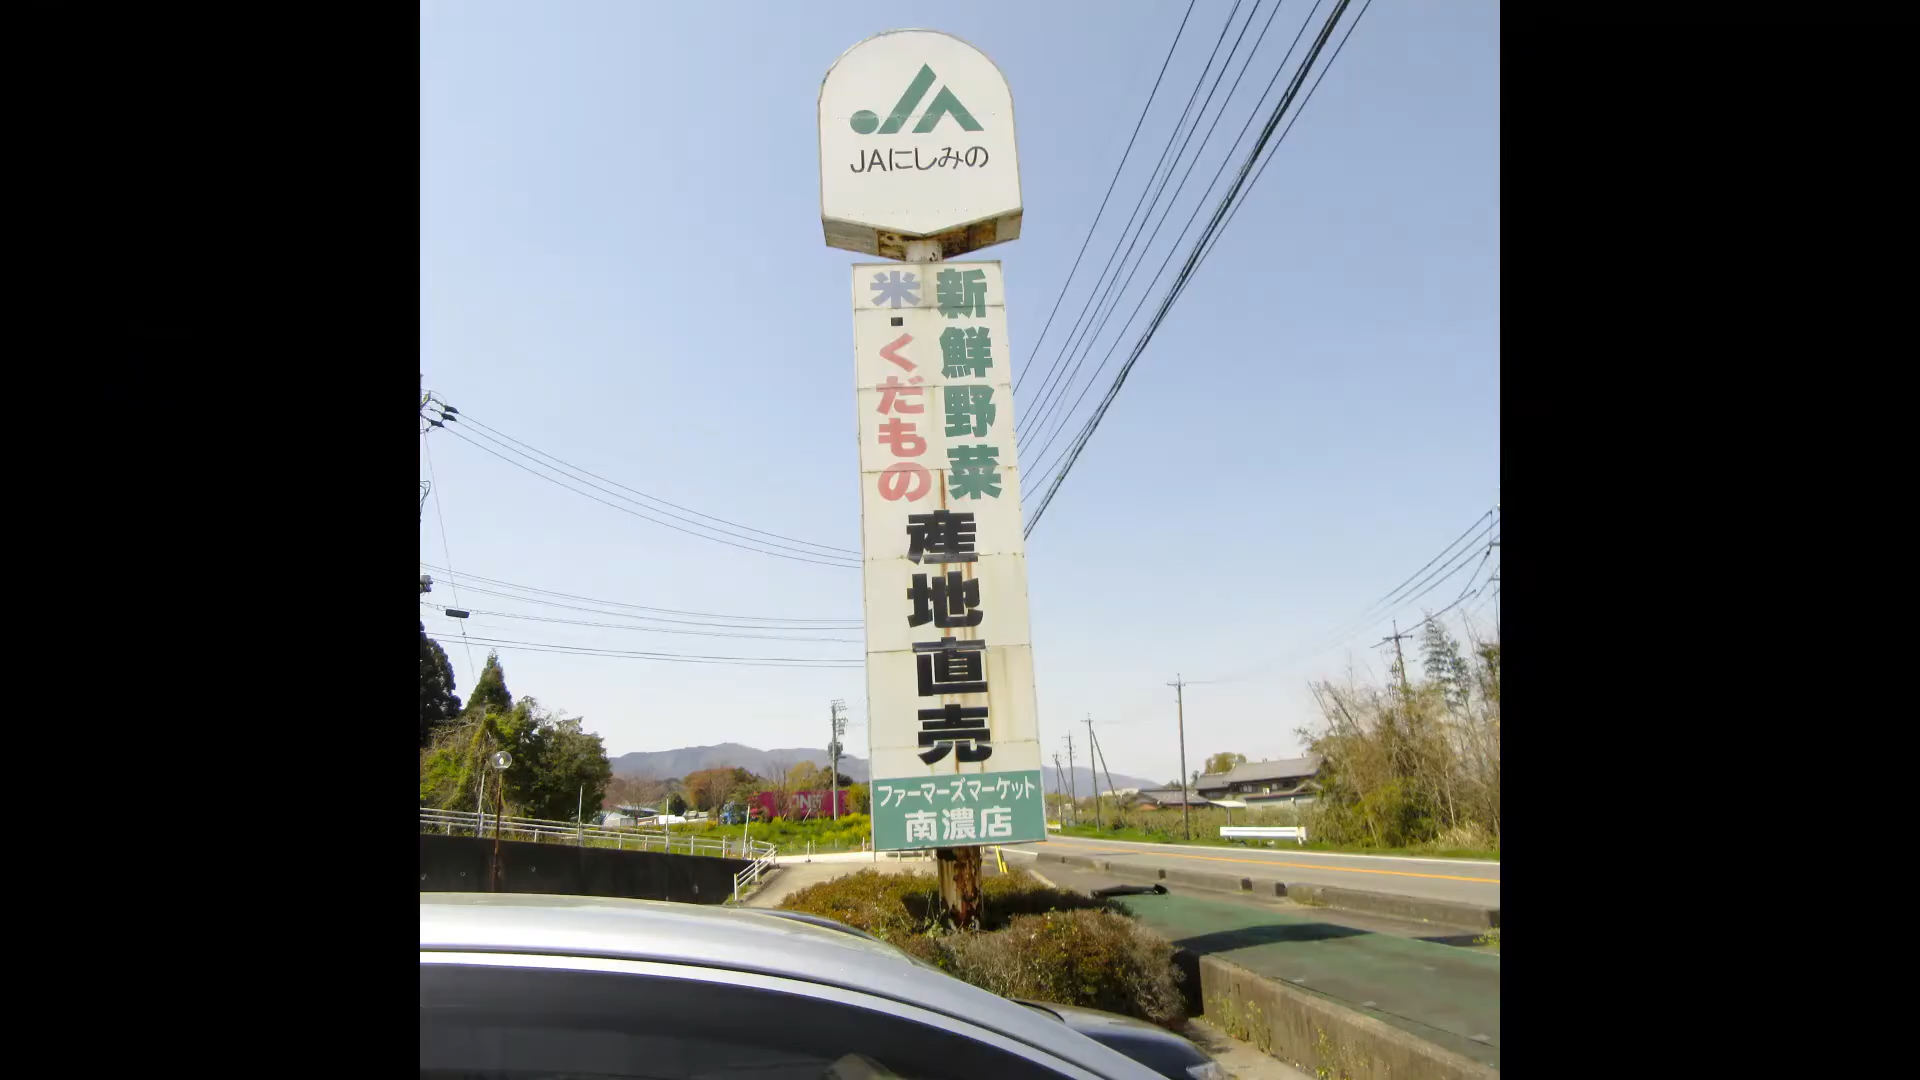 JAにしみの
新鮮野菜
米・くだもの
産地直売
ファーマーズマーケット
南濃店